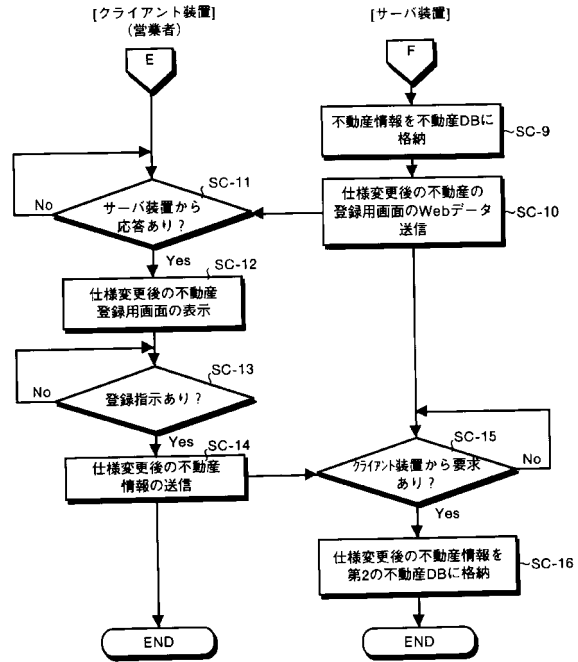 [クライアント装置]
(営業者)
[サーバ装置]
E
F
不動産情報を不動産DBに
格納
SC-9
SC-11
サーバ装置から
応答あり?
No
Yes
仕様変更後の不動産の
登録用画面のWebデータ
送信
SC-10
SC-12
仕様変更後の不動産
登録用画面の表示
SC-13
登録指示あり?
No
Yes
SC-14
仕様変更後の不動産
情報の送信
SC-15
クライアント装置から要求
あり?
No
Yes
仕様変更後の不動産情報を
第2の不動産DBに格納
SC-16
END
END